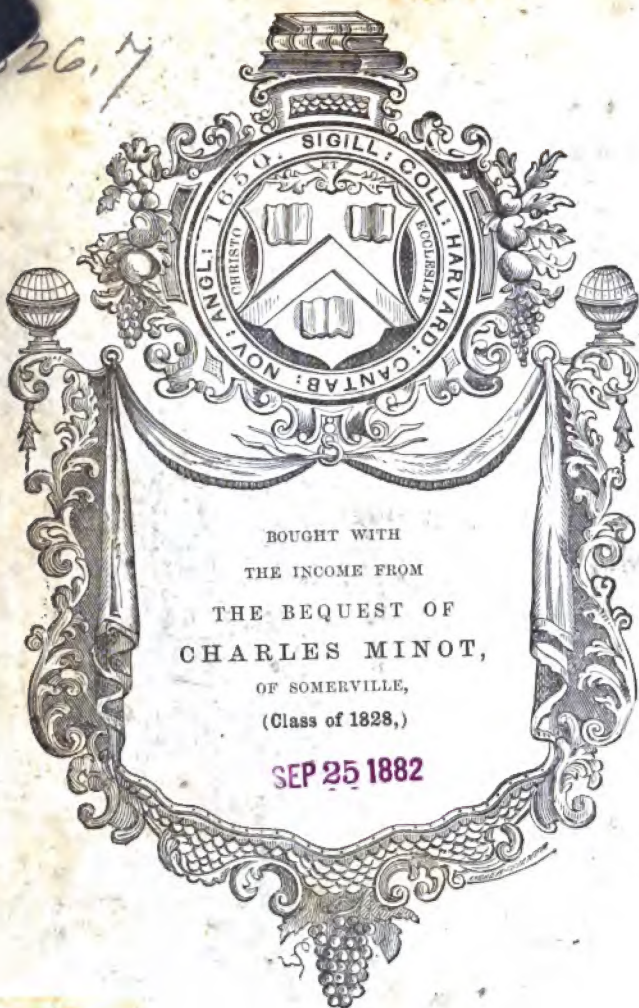 26.7
SIGILL: COLL: HARVARD: CANTAB: NOV: ANGL: 1650.
ET
CHRISTO
ECCLESIAE
BOUGHT WITH
THE INCOME FROM
THE BEQUEST OF
CHARLES MINOT,
OF SOMERVILLE,
(Class of 1828,)
SEP 25 1882